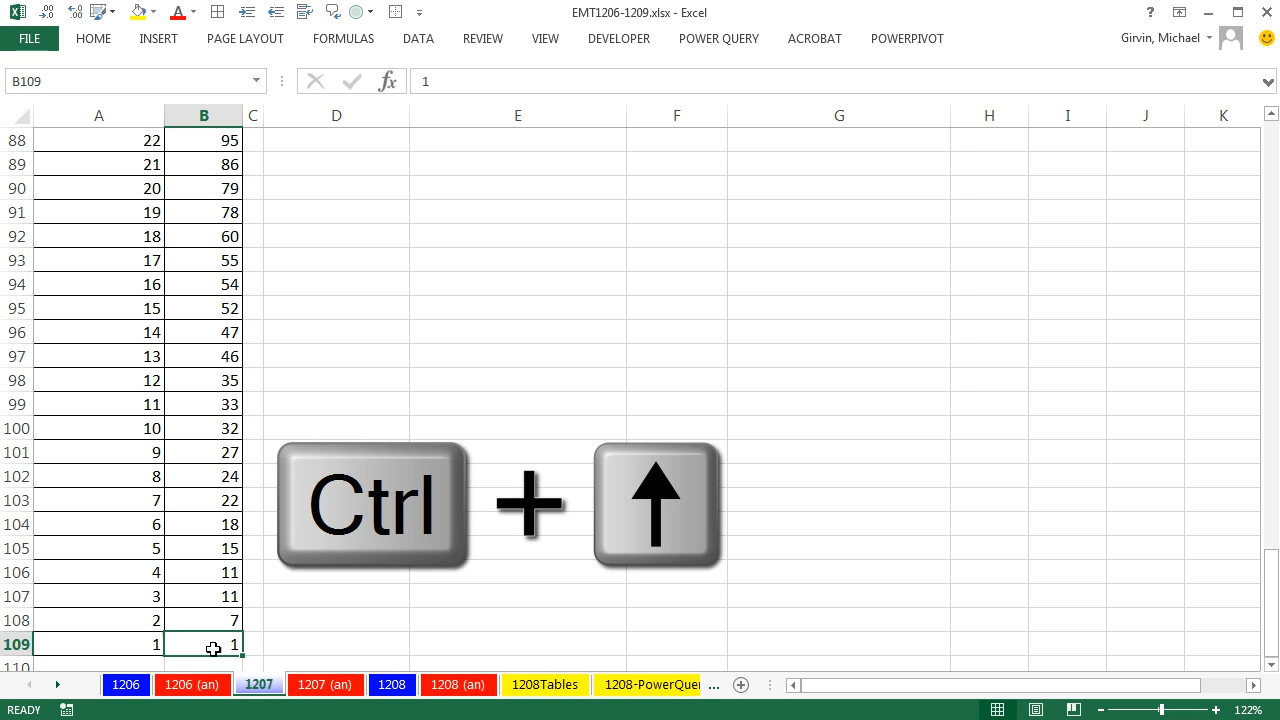 EMT1206-1209.xlsx - Excel
FILE HOME INSERT PAGE LAYOUT FORMULAS DATA REVIEW VIEW DEVELOPER POWER QUERY ACROBAT POWERPIVOT Girvin, Michael
B109 fx 1
A B C D E F G H I J K
88 22 95
89 21 86
90 20 79
91 19 78
92 18 60
93 17 55
94 16 54
95 15 52
96 14 47
97 13 46
98 12 35
99 11 33
100 10 32
101 9 27
102 8 24
103 7 22
104 6 18
105 5 15
106 4 11
107 3 11
108 2 7
109 1 1
110
Ctrl +
1206 1206 (an) 1207 1207 (an) 1208 1208 (an) 1208Tables 1208-PowerQuer ...
READY 122%